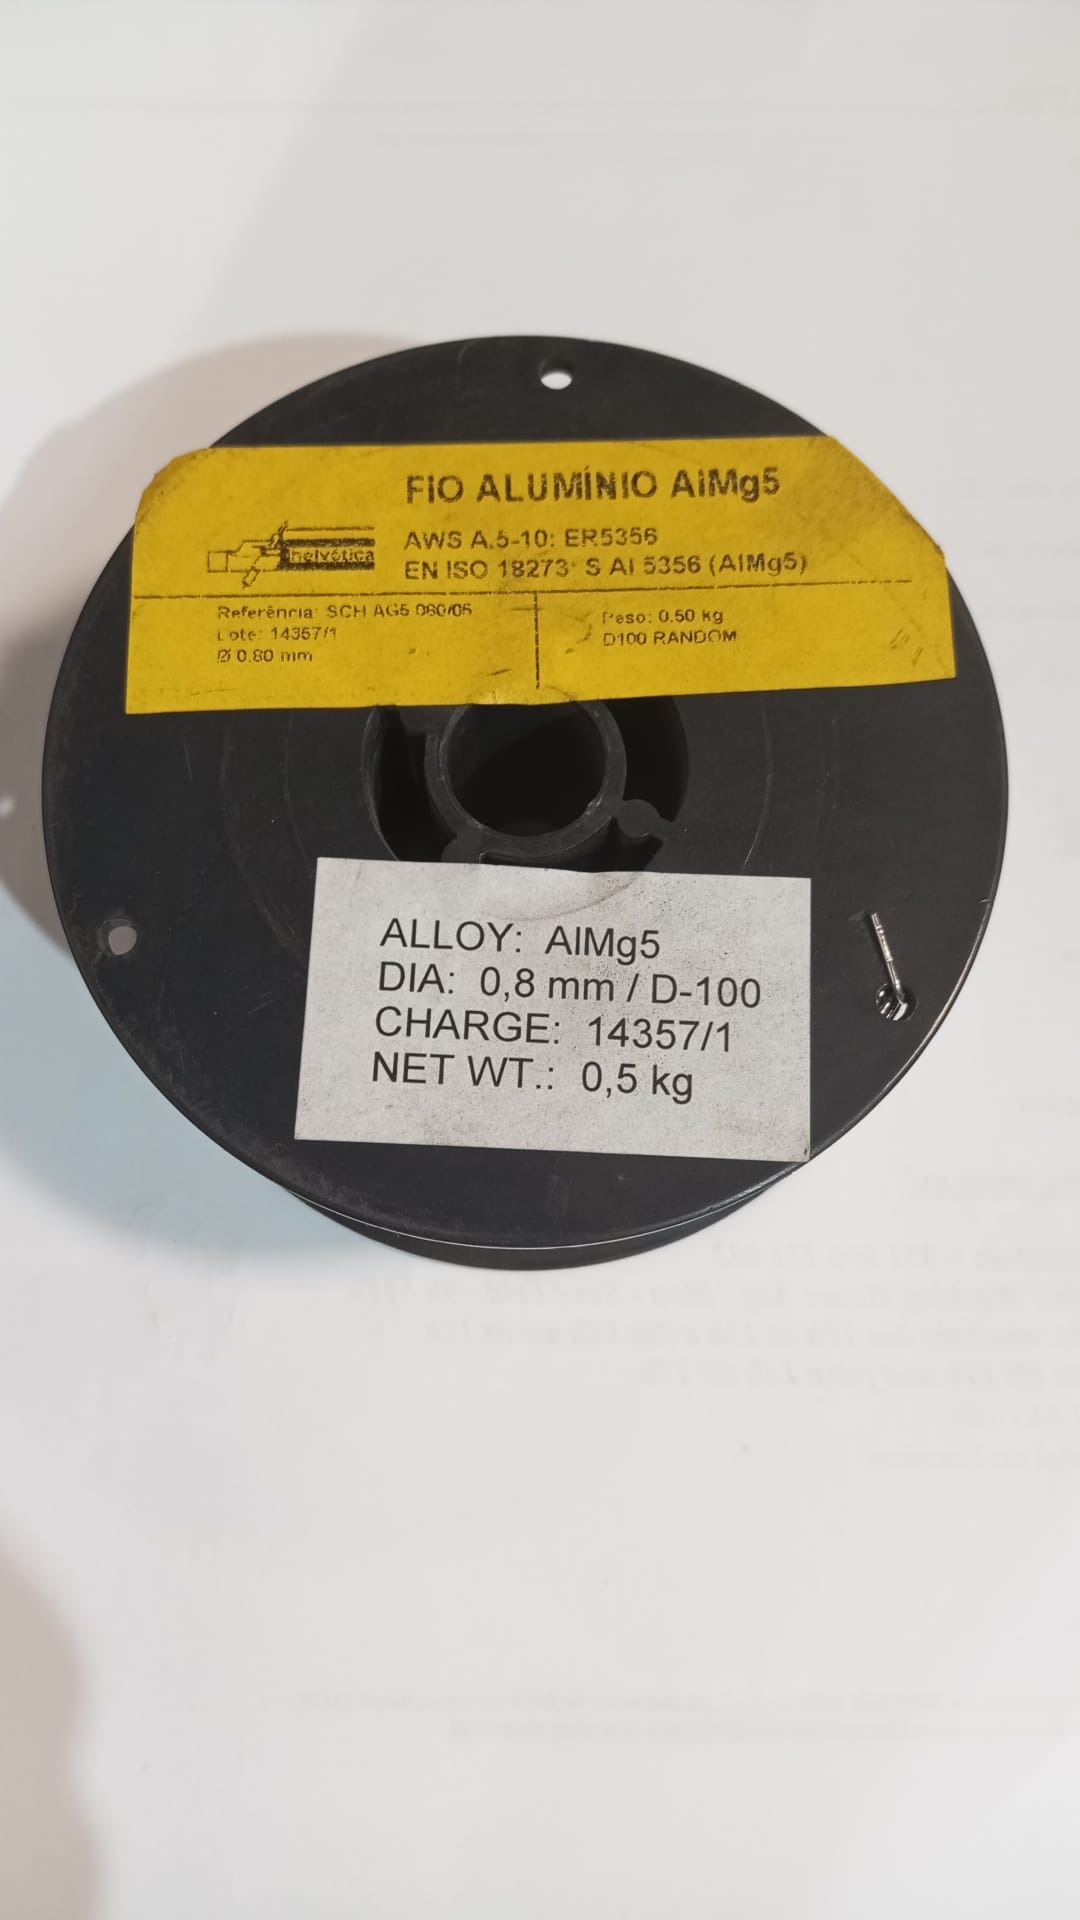 FIO ALUMÍNIO AlMg5
helvética
AWS A.5-10: ER5356
EN ISO 18273: S Al 5356 (AlMg5)
Referência: SCH AG5 080/05
Lote: 14357/1
Ø 0.80 mm
Peso: 0.50 kg
D100 RANDOM
ALLOY: AlMg5
DIA: 0,8 mm / D-100
CHARGE: 14357/1
NET WT.: 0,5 kg